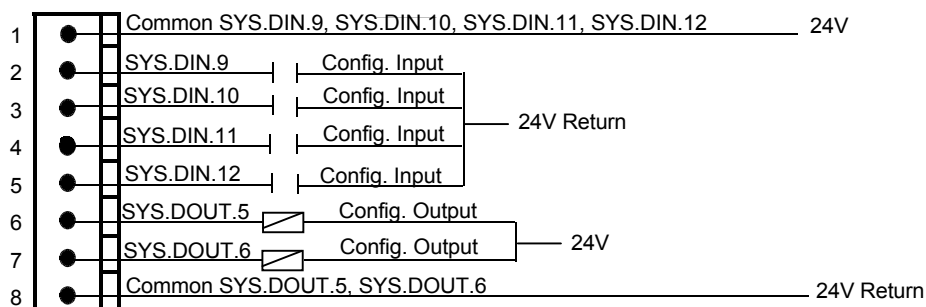 1 Common SYS.DIN.9, SYS.DIN.10, SYS.DIN.11, SYS.DIN.12 24V
2 SYS.DIN.9 Config. Input
3 SYS.DIN.10 Config. Input
24V Return
4 SYS.DIN.11 Config. Input
5 SYS.DIN.12 Config. Input
6 SYS.DOUT.5 Config. Output
24V
7 SYS.DOUT.6 Config. Output
8 Common SYS.DOUT.5, SYS.DOUT.6 24V Return